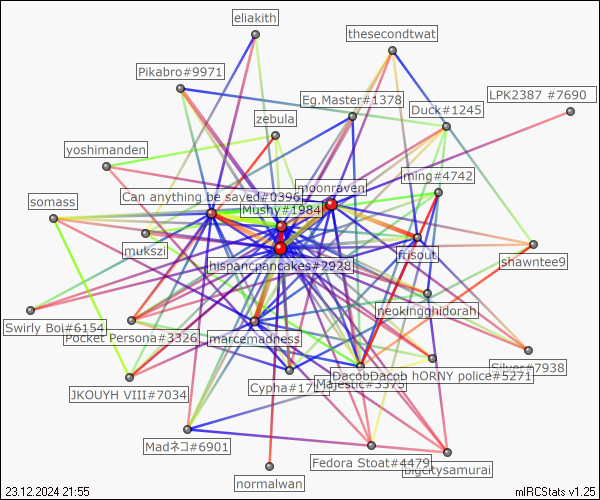 eliakith
thesecondtwat
Pikabro#9971
LPK2387 #7690
Eg.Master#1378
Duck#1245
zebula
yoshimanden
ming#4742
moonraven
Can anything be saved#0396
somass
Mushy#1984
mukszi
frisout
shawntee9
hispancpancakes#2928
neokingghidorah
Swirly Boi#6154
Pocket Persona#3326
marcemadness
Silver#7938
DacobDacob hORNY police#5271
JKOUYH VIII#7034
Majestic#3375
Madネコ#6901
Fedora Stoat#4479
bigcitysamurai
normalwan
23.12.2024 21:55
mIRCStats v1.25